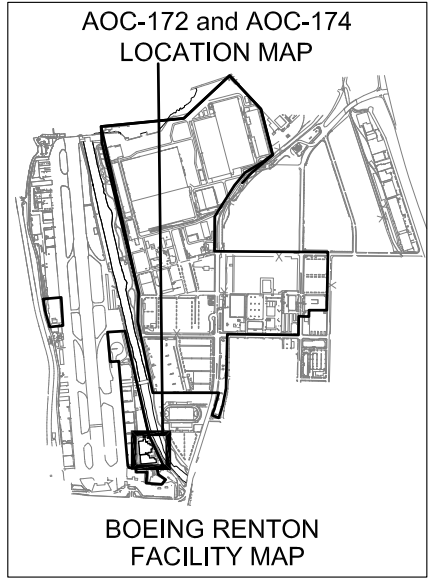 AOC-172 and AOC-174
LOCATION MAP
BOEING RENTON
FACILITY MAP